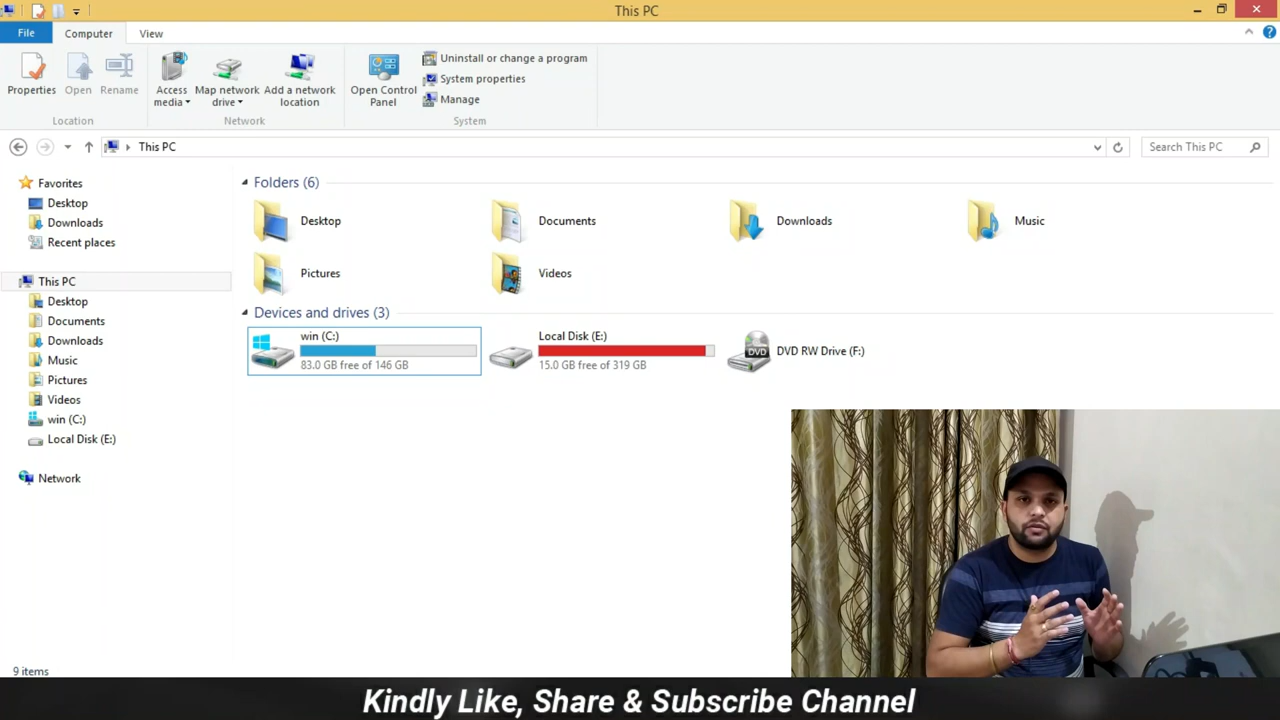 This PC
File
Computer
View
Properties
Open
Rename
Access
media
Map network
drive
Add a network
location
Open Control
Panel
Uninstall or change a program
System properties
Manage
Location
Network
System
This PC
Search This PC
Favorites
Desktop
Downloads
Recent places
This PC
Desktop
Documents
Downloads
Music
Pictures
Videos
win (C:)
Local Disk (E:)
Network
Folders (6)
Desktop
Documents
Downloads
Music
Pictures
Videos
Devices and drives (3)
win (C:)
83.0 GB free of 146 GB
Local Disk (E:)
15.0 GB free of 319 GB
DVD
DVD RW Drive (F:)
9 items
Kindly Like, Share & Subscribe Channel